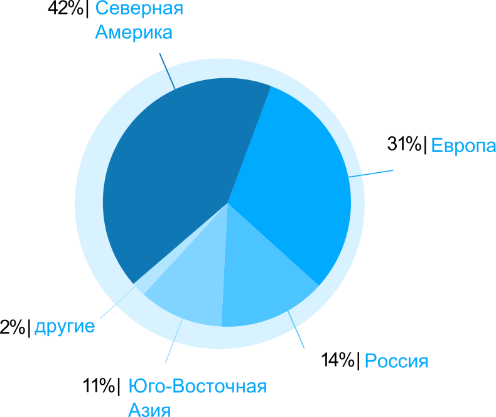 42%| Северная
Америка
31%| Европа
2%| другие
14%| Россия
11%| Юго-Восточная
Азия